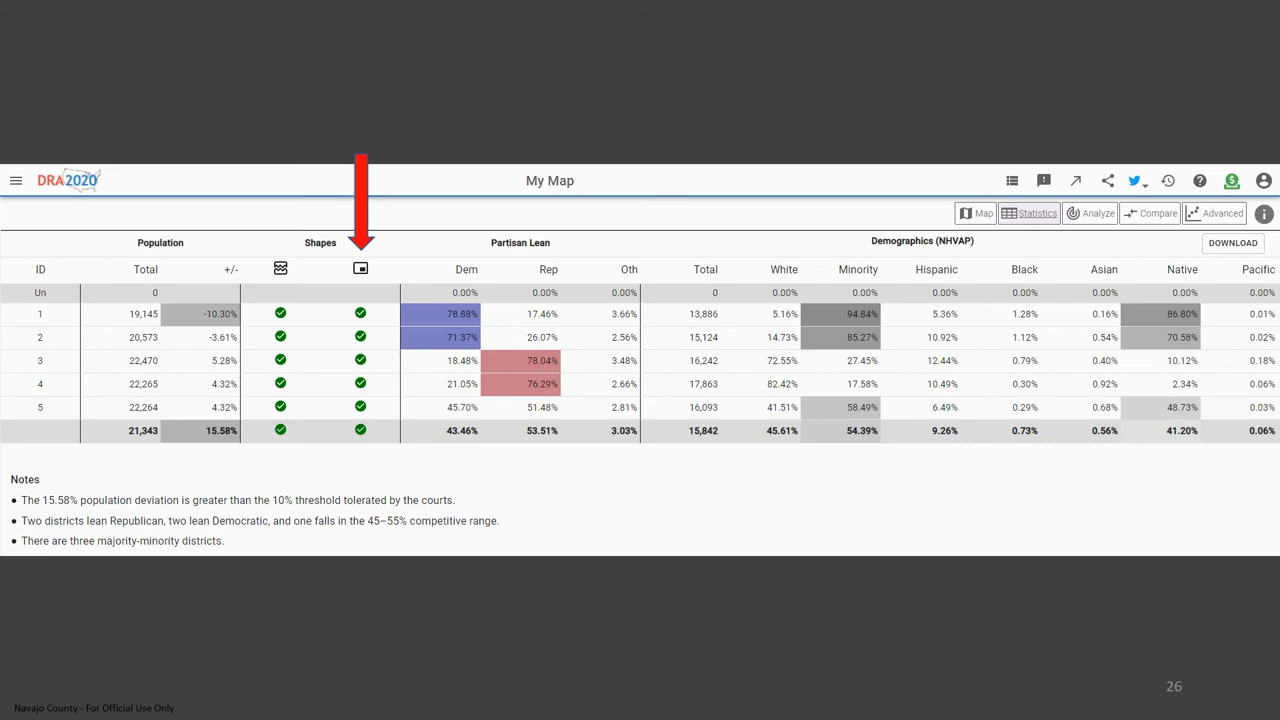 DRA2020
My Map
Map Statistics Analyze Compare Advanced
Population Shapes Partisan Lean Demographics (NHVAP) DOWNLOAD
ID Total +/- Dem Rep Oth Total White Minority Hispanic Black Asian Native Pacific
Un 0 0.00% 0.00% 0.00% 0 0.00% 0.00% 0.00% 0.00% 0.00% 0.00% 0.00%
1 19,145 -10.30% 78.88% 17.46% 3.66% 13,886 5.16% 94.84% 5.36% 1.28% 0.16% 86.80% 0.01%
2 20,573 -3.61% 71.37% 26.07% 2.56% 15,124 14.73% 85.27% 10.92% 1.12% 0.54% 70.58% 0.02%
3 22,470 5.28% 18.48% 78.04% 3.48% 16,242 72.55% 27.45% 12.44% 0.79% 0.40% 10.12% 0.18%
4 22,265 4.32% 21.05% 76.29% 2.66% 17,863 82.42% 17.58% 10.49% 0.30% 0.92% 2.34% 0.06%
5 22,264 4.32% 45.70% 51.48% 2.81% 16,093 41.51% 58.49% 6.49% 0.29% 0.68% 48.73% 0.03%
21,343 15.58% 43.46% 53.51% 3.03% 15,842 45.61% 54.39% 9.26% 0.73% 0.56% 41.20% 0.06%
Notes
• The 15.58% population deviation is greater than the 10% threshold tolerated by the courts.
• Two districts lean Republican, two lean Democratic, and one falls in the 45–55% competitive range.
• There are three majority-minority districts.
26
Navajo County - For Official Use Only